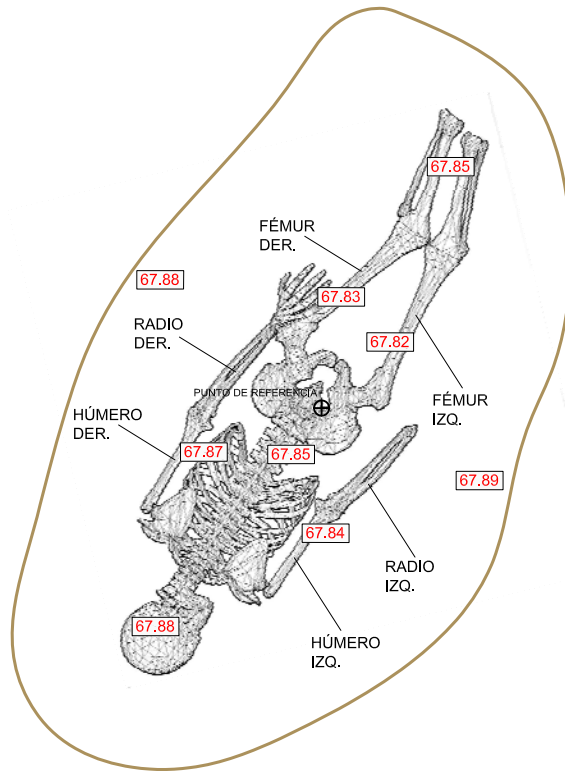 67.85
FÉMUR
DER.
67.88
67.83
RADIO
DER.
67.82
PUNTO DE REFERENCIA
FÉMUR
IZQ.
HÚMERO
DER.
67.87
67.85
67.89
67.84
RADIO
IZQ.
67.88
HÚMERO
IZQ.